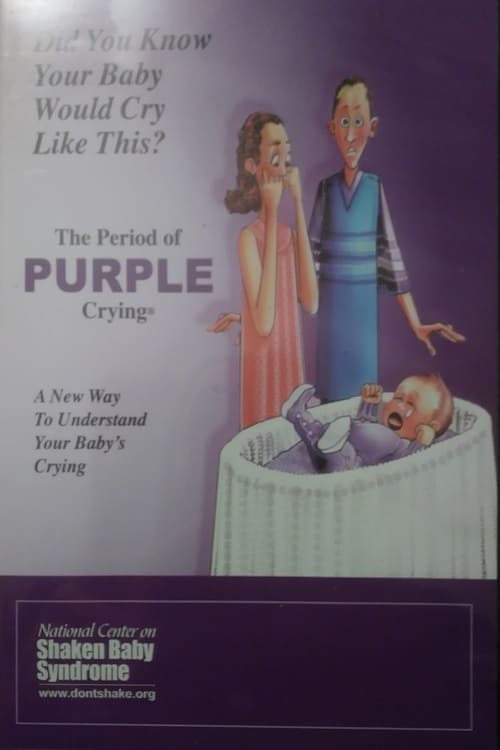 Did You Know
Your Baby
Would Cry
Like This?
The Period of
PURPLE
Crying®
A New Way
To Understand
Your Baby's
Crying
National Center on
Shaken Baby
Syndrome
www.dontshake.org